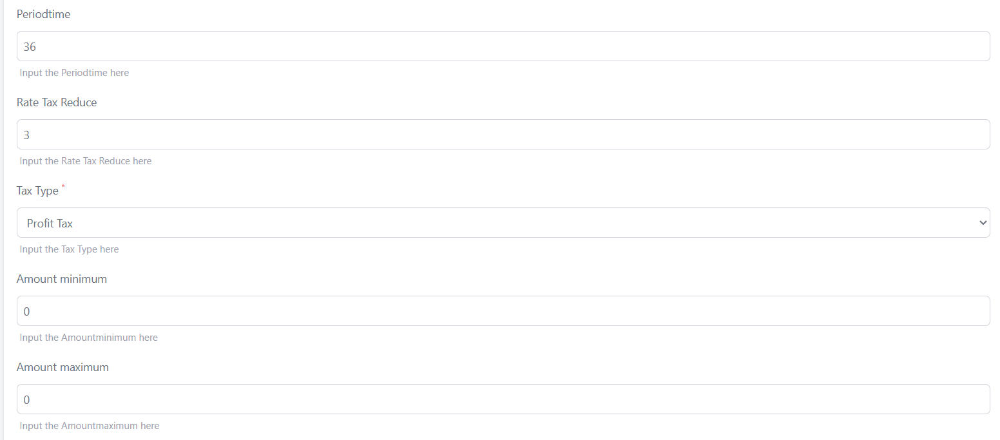 Periodtime
36
Input the Periodtime here
Rate Tax Reduce
3
Input the Rate Tax Reduce here
Tax Type *
Profit Tax
Input the Tax Type here
Amount minimum
0
Input the Amountminimum here
Amount maximum
0
Input the Amountmaximum here